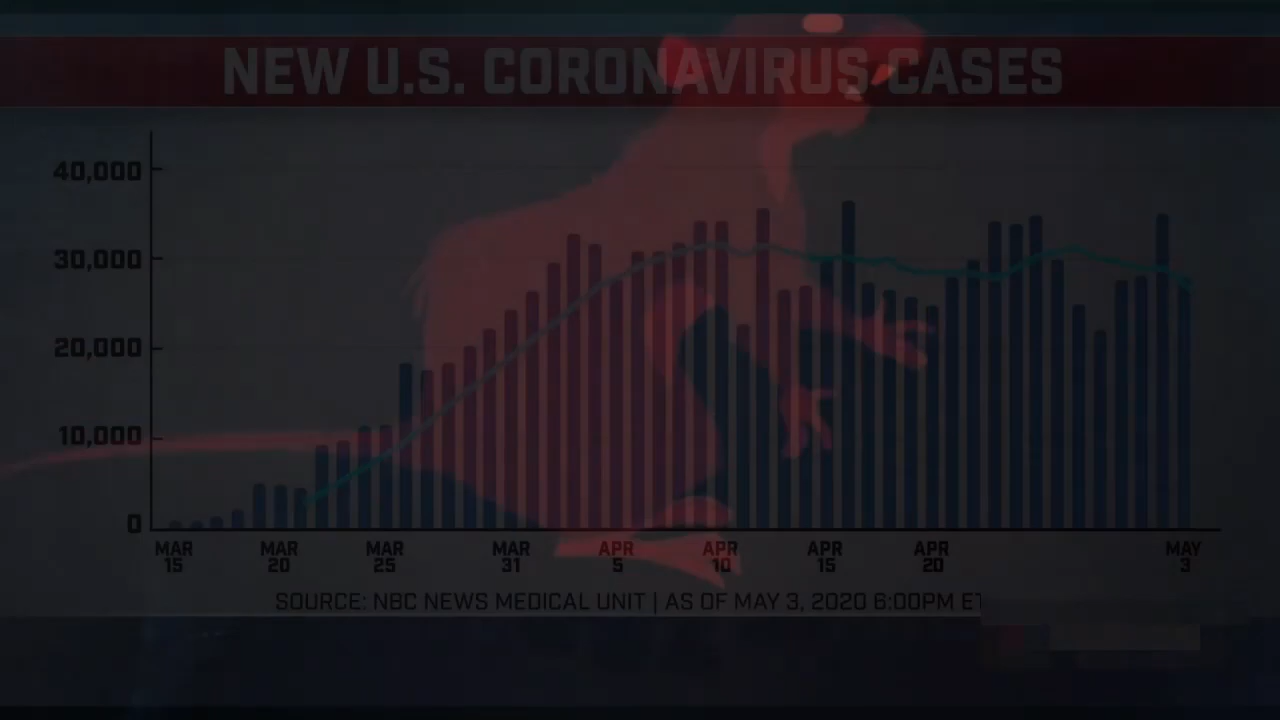 NEW U.S. CORONAVIRUS CASES
40,000
30,000
20,000
10,000
0
MAR 15
MAR 20
MAR 25
MAR 31
APR 5
APR 10
APR 15
APR 20
MAY 3
SOURCE: NBC NEWS MEDICAL UNIT | AS OF MAY 3, 2020 6:00PM ET